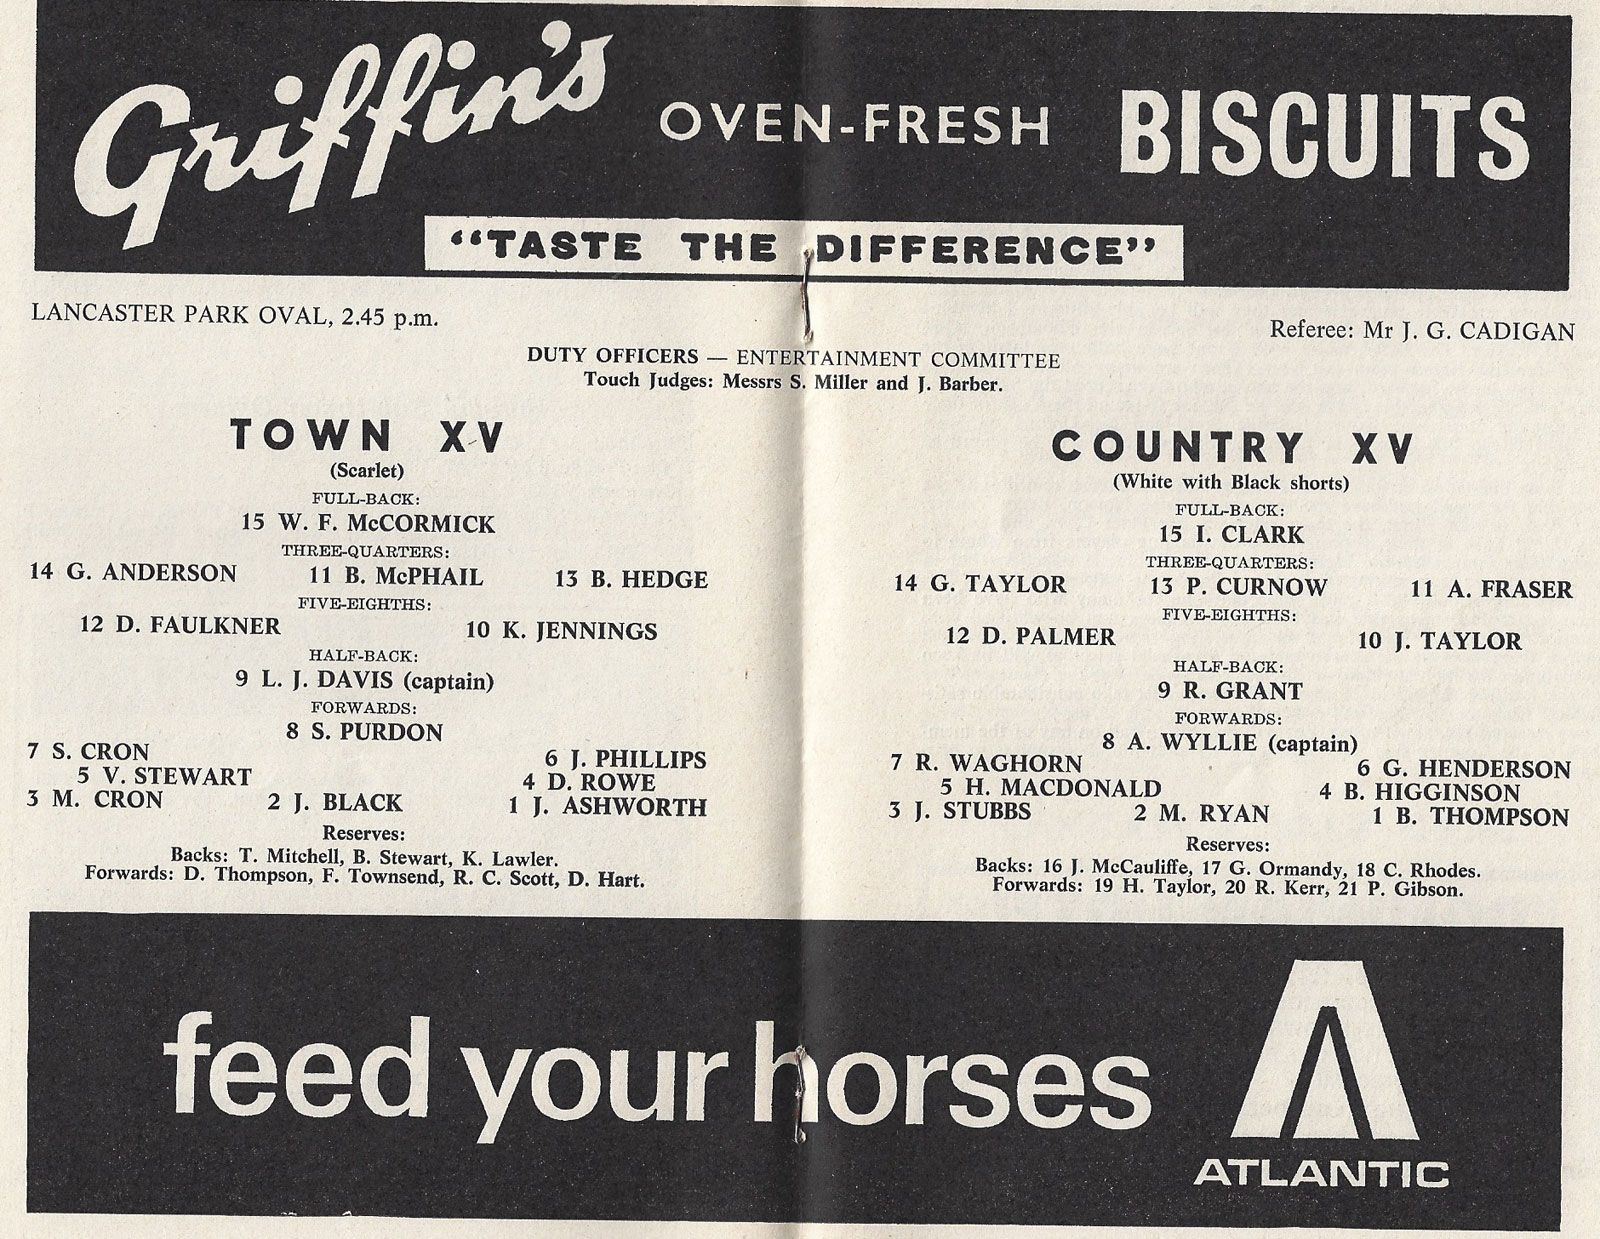 Griffin's OVEN-FRESH BISCUITS
“TASTE THE DIFFERENCE”
LANCASTER PARK OVAL, 2.45 p.m.
Referee: Mr J. G. CADIGAN
DUTY OFFICERS — ENTERTAINMENT COMMITTEE
Touch Judges: Messrs S. Miller and J. Barber.
TOWN XV
(Scarlet)
FULL-BACK:
15 W. F. McCORMICK
THREE-QUARTERS:
14 G. ANDERSON 11 B. McPHAIL 13 B. HEDGE
FIVE-EIGHTHS:
12 D. FAULKNER 10 K. JENNINGS
HALF-BACK:
9 L. J. DAVIS (captain)
FORWARDS:
8 S. PURDON
7 S. CRON 6 J. PHILLIPS
5 V. STEWART 4 D. ROWE
3 M. CRON 2 J. BLACK 1 J. ASHWORTH
Reserves:
Backs: T. Mitchell, B. Stewart, K. Lawler.
Forwards: D. Thompson, F. Townsend, R. C. Scott, D. Hart.
COUNTRY XV
(White with Black shorts)
FULL-BACK:
15 I. CLARK
THREE-QUARTERS:
14 G. TAYLOR 13 P. CURNOW 11 A. FRASER
FIVE-EIGHTHS:
12 D. PALMER 10 J. TAYLOR
HALF-BACK:
9 R. GRANT
FORWARDS:
8 A. WYLLIE (captain)
7 R. WAGHORN 6 G. HENDERSON
5 H. MACDONALD 4 B. HIGGINSON
3 J. STUBBS 2 M. RYAN 1 B. THOMPSON
Reserves:
Backs: 16 J. McCauliffe, 17 G. Ormandy, 18 C. Rhodes.
Forwards: 19 H. Taylor, 20 R. Kerr, 21 P. Gibson.
feed your horses
ATLANTIC